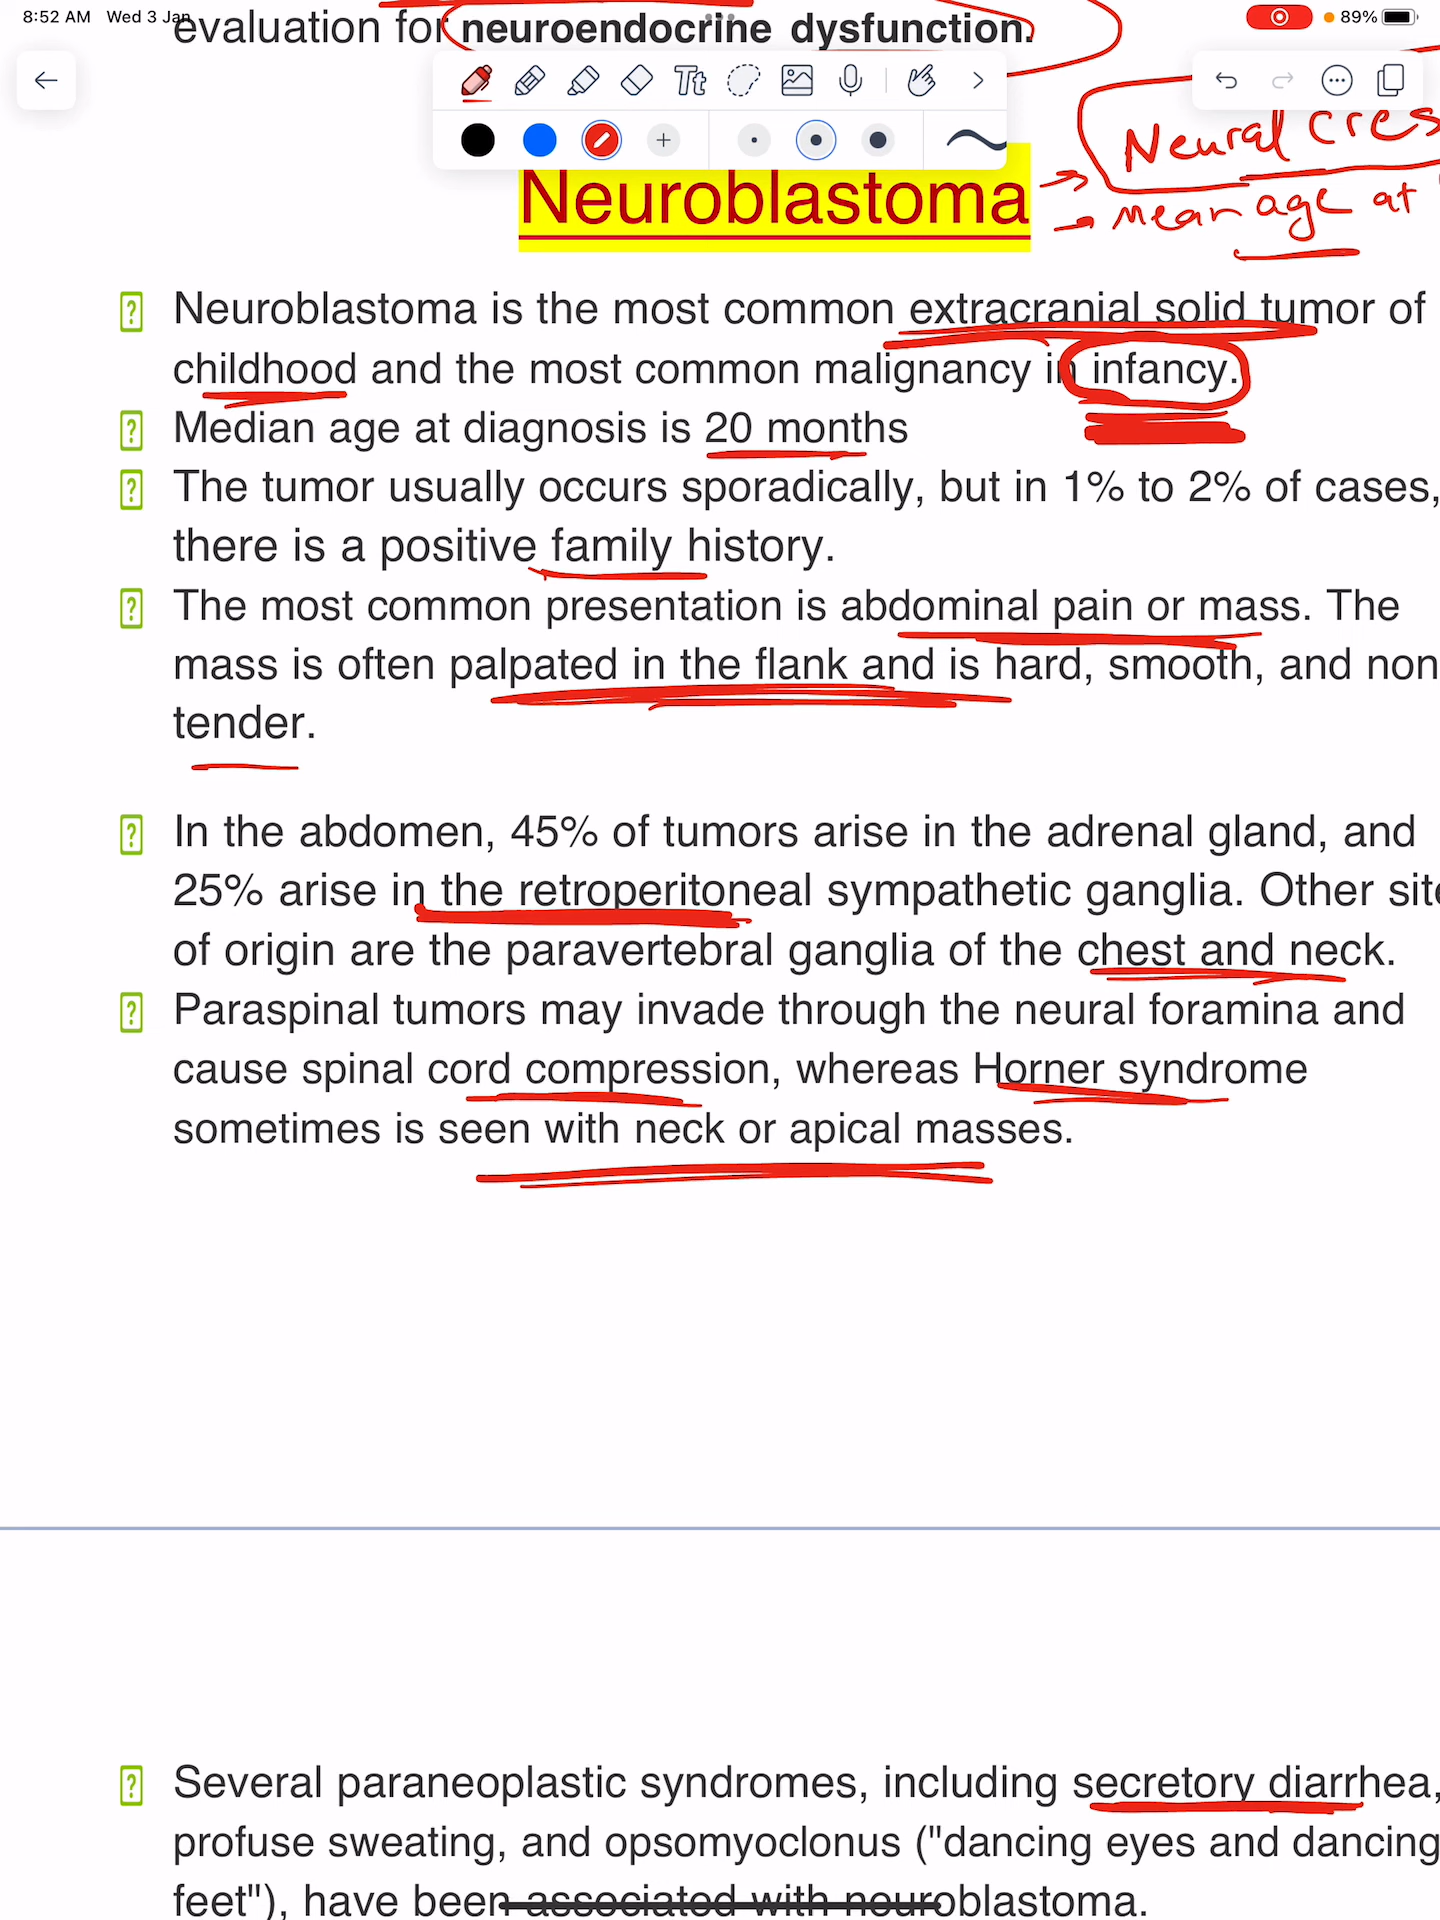 8:52 AM Wed 3 Jan
89%
evaluation for neuroendocrine dysfunction.
Tt
Neural Cres
Neuroblastoma
mean age at
Neuroblastoma is the most common extracranial solid tumor of
childhood and the most common malignancy in infancy.
Median age at diagnosis is 20 months
The tumor usually occurs sporadically, but in 1% to 2% of cases,
there is a positive family history.
The most common presentation is abdominal pain or mass. The
mass is often palpated in the flank and is hard, smooth, and non
tender.
In the abdomen, 45% of tumors arise in the adrenal gland, and
25% arise in the retroperitoneal sympathetic ganglia. Other site
of origin are the paravertebral ganglia of the chest and neck.
Paraspinal tumors may invade through the neural foramina and
cause spinal cord compression, whereas Horner syndrome
sometimes is seen with neck or apical masses.
Several paraneoplastic syndromes, including secretory diarrhea,
profuse sweating, and opsomyoclonus ("dancing eyes and dancing
feet"), have been associated with neuroblastoma.